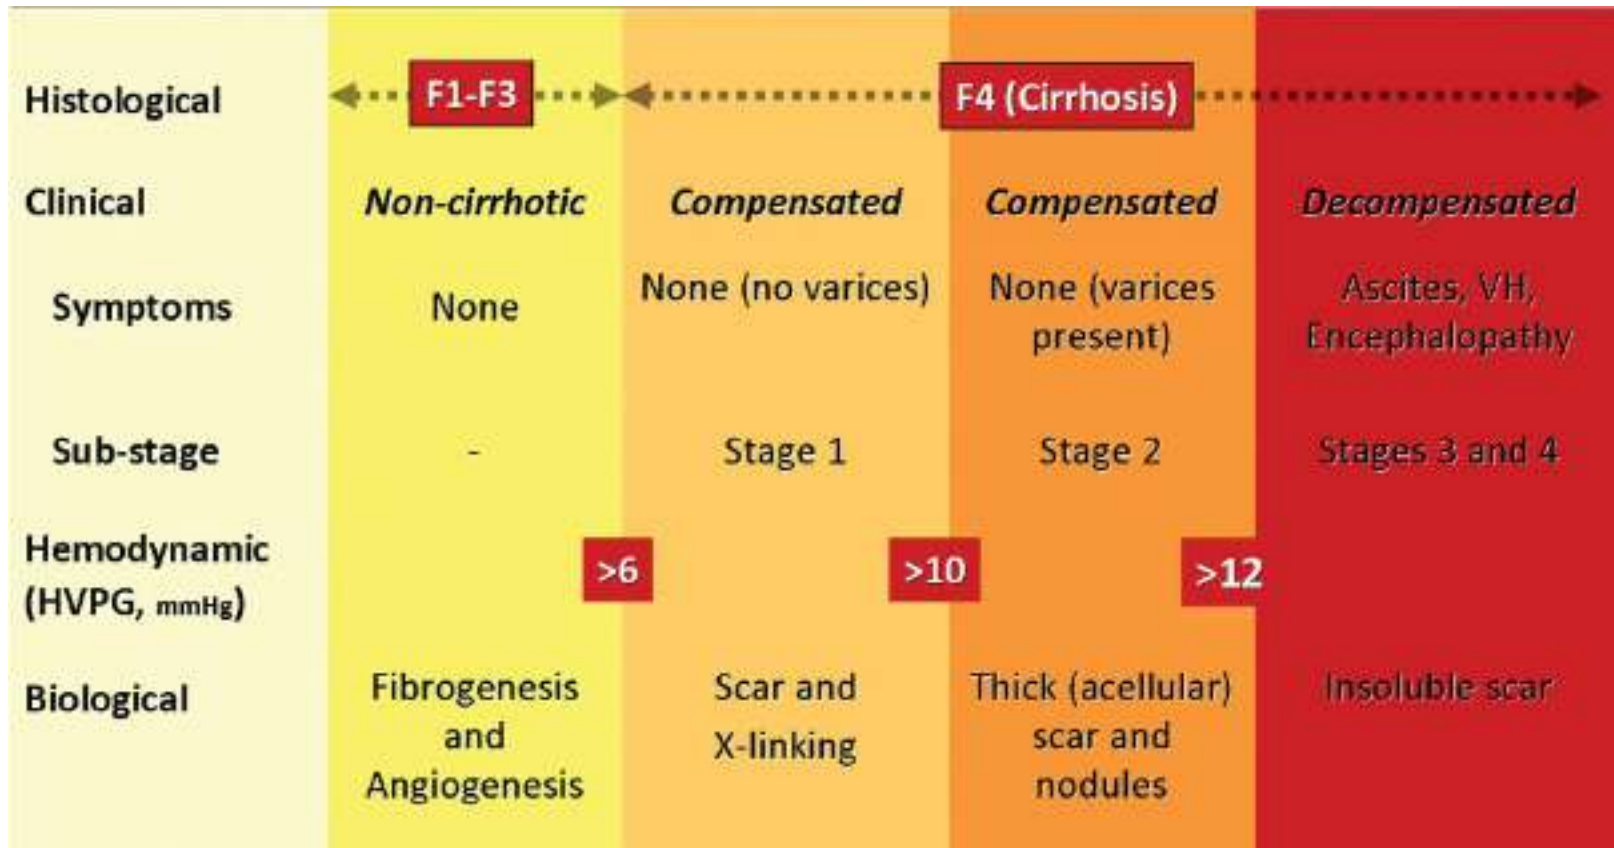 Histological
F1-F3
F4 (Cirrhosis)
Clinical
Non-cirrhotic
Compensated
Compensated
Decompensated
Symptoms
None
None (no varices)
None (varices
present)
Ascites, VH,
Encephalopathy
Sub-stage
-
Stage 1
Stage 2
Stages 3 and 4
Hemodynamic
(HVPG, mmHg)
>6
>10
>12
Biological
Fibrogenesis
and
Angiogenesis
Scar and
X-linking
Thick (acellular)
scar and
nodules
Insoluble scar